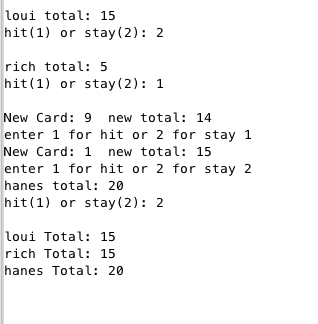 loui total: 15
hit(1) or stay(2): 2
rich total: 5
hit(1) or stay(2): 1
New Card: 9  new total: 14
enter 1 for hit or 2 for stay 1
New Card: 1  new total: 15
enter 1 for hit or 2 for stay 2
hanes total: 20
hit(1) or stay(2): 2
loui Total: 15
rich Total: 15
hanes Total: 20